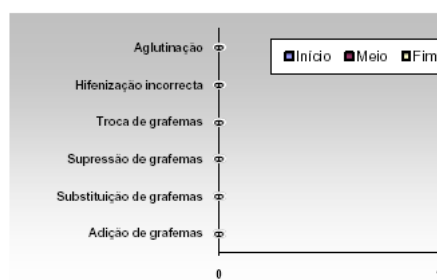 Aglutinação
Início Meio Fim
Hifenização incorrecta
Troca de grafemas
Supressão de grafemas
Substituição de grafemas
Adição de grafemas
0